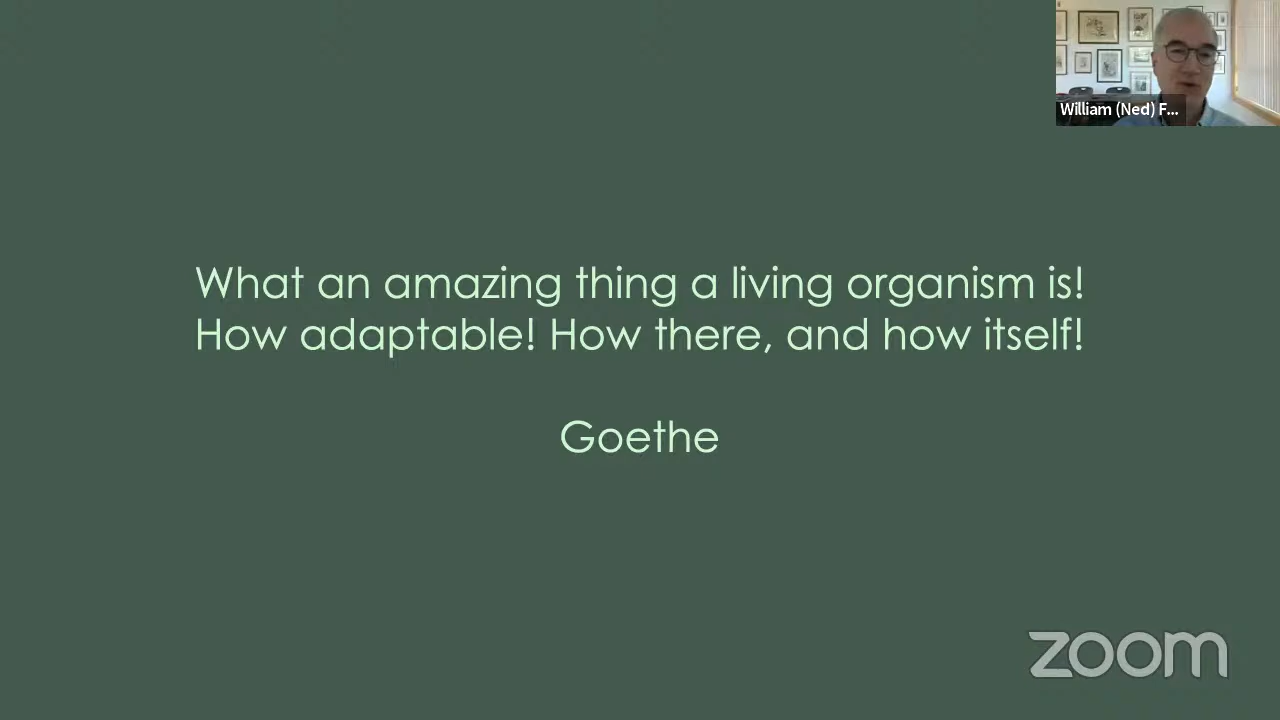 William (Ned) F...
What an amazing thing a living organism is!
How adaptable! How there, and how itself!
Goethe
zoom